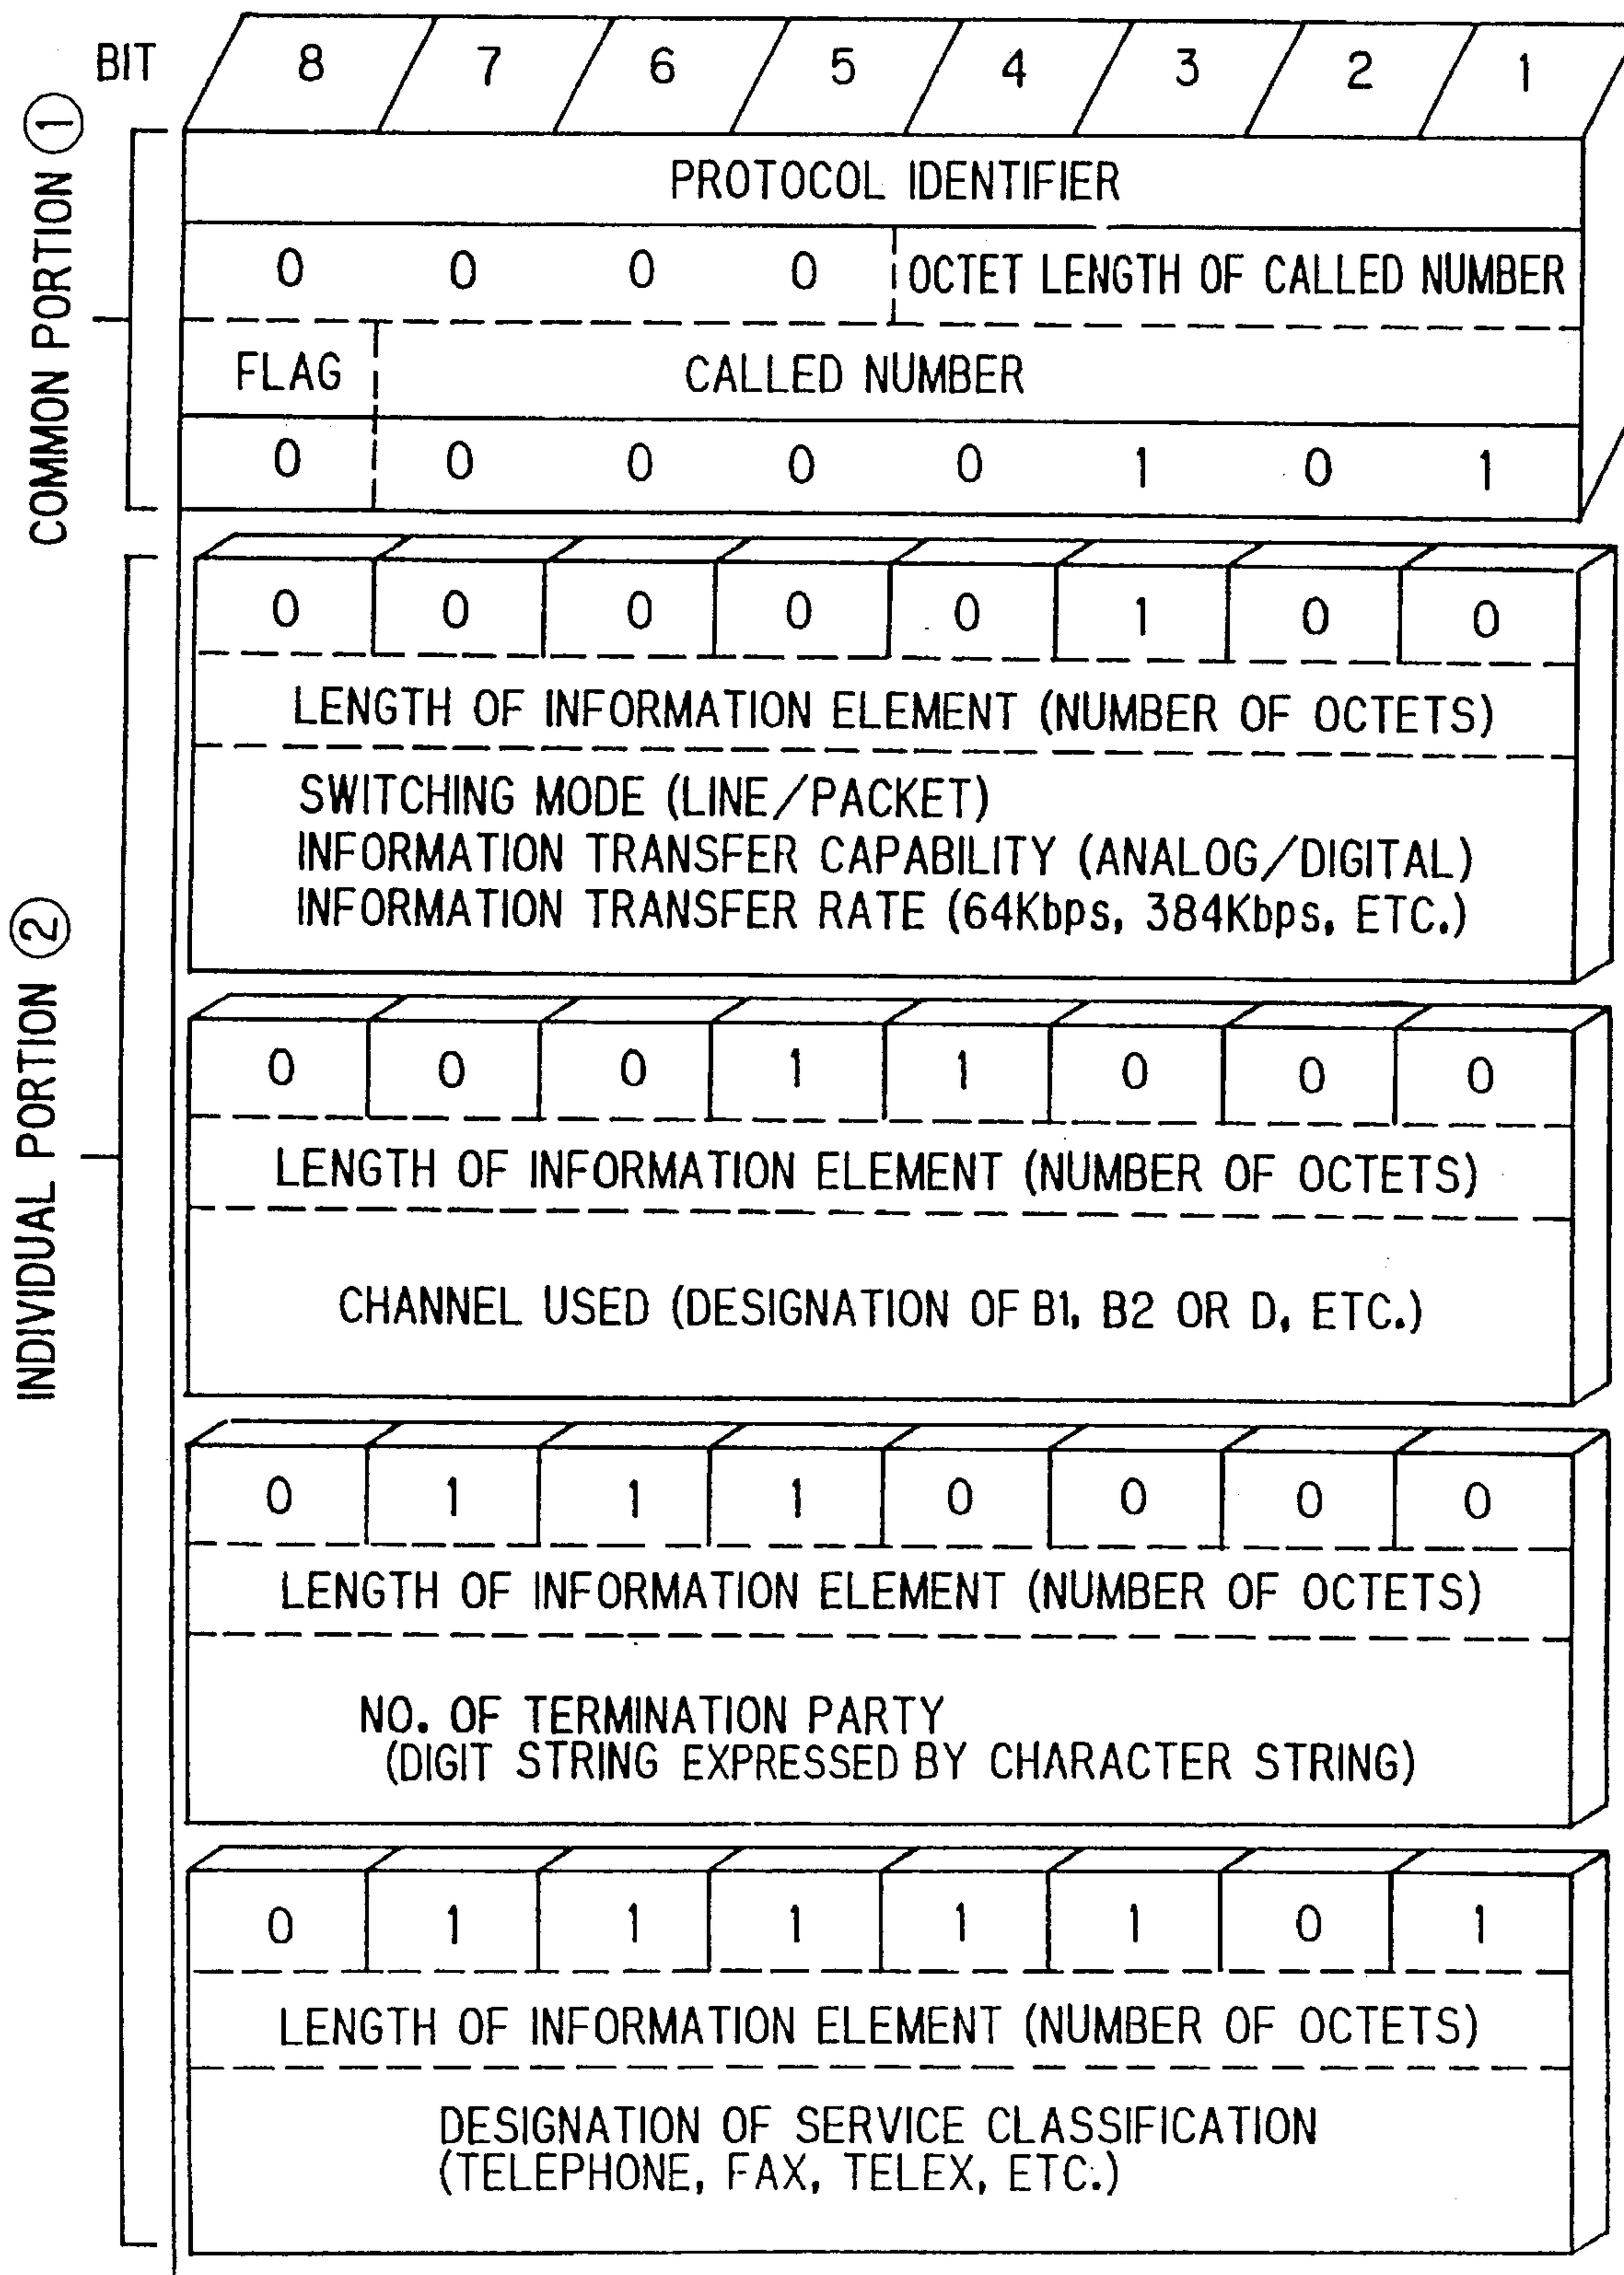 BIT 8 7 6 5 4 3 2 1
COMMON PORTION ①
PROTOCOL IDENTIFIER
0 0 0 0 OCTET LENGTH OF CALLED NUMBER
FLAG CALLED NUMBER
0 0 0 0 0 1 0 1
INDIVIDUAL PORTION ②
0 0 0 0 0 1 0 0
LENGTH OF INFORMATION ELEMENT (NUMBER OF OCTETS)
SWITCHING MODE (LINE/PACKET)
INFORMATION TRANSFER CAPABILITY (ANALOG/DIGITAL)
INFORMATION TRANSFER RATE (64Kbps, 384Kbps, ETC.)
0 0 0 1 1 0 0 0
LENGTH OF INFORMATION ELEMENT (NUMBER OF OCTETS)
CHANNEL USED (DESIGNATION OF B1, B2 OR D, ETC.)
0 1 1 1 0 0 0 0
LENGTH OF INFORMATION ELEMENT (NUMBER OF OCTETS)
NO. OF TERMINATION PARTY
(DIGIT STRING EXPRESSED BY CHARACTER STRING)
0 1 1 1 1 1 0 1
LENGTH OF INFORMATION ELEMENT (NUMBER OF OCTETS)
DESIGNATION OF SERVICE CLASSIFICATION
(TELEPHONE, FAX, TELEX, ETC.)